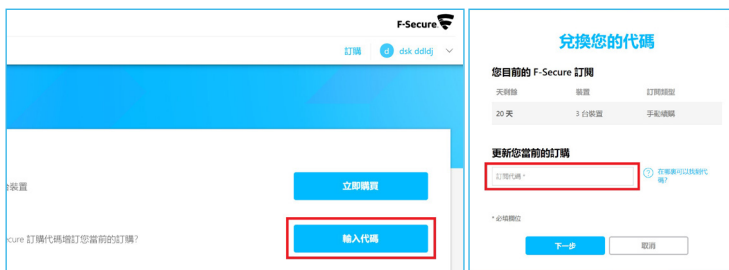 F-Secure
訂購 d dsk ddldj
台裝置
立即購買
cure 訂購代碼增訂您當前的訂購?
輸入代碼
兌換您的代碼
您目前的 F-Secure 訂閱
天剩餘 裝置 訂閱類型
20 天 3 台裝置 手動續購
更新您當前的訂購
訂閱代碼 *
? 在哪裏可以找到代
碼?
* 必填欄位
下一步 取消